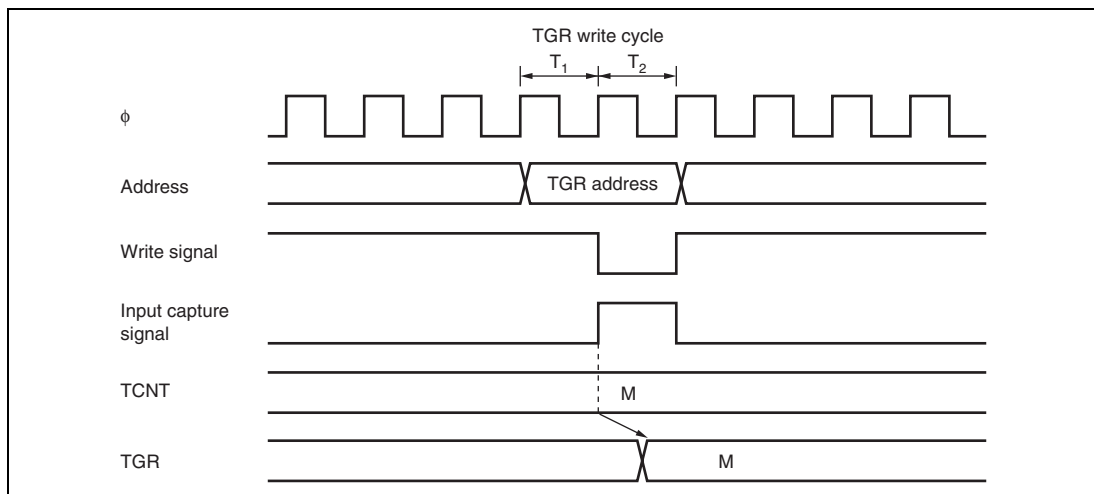 TGR write cycle
T1 T2
ϕ
Address
TGR address
Write signal
Input capture
signal
TCNT
M
TGR
M